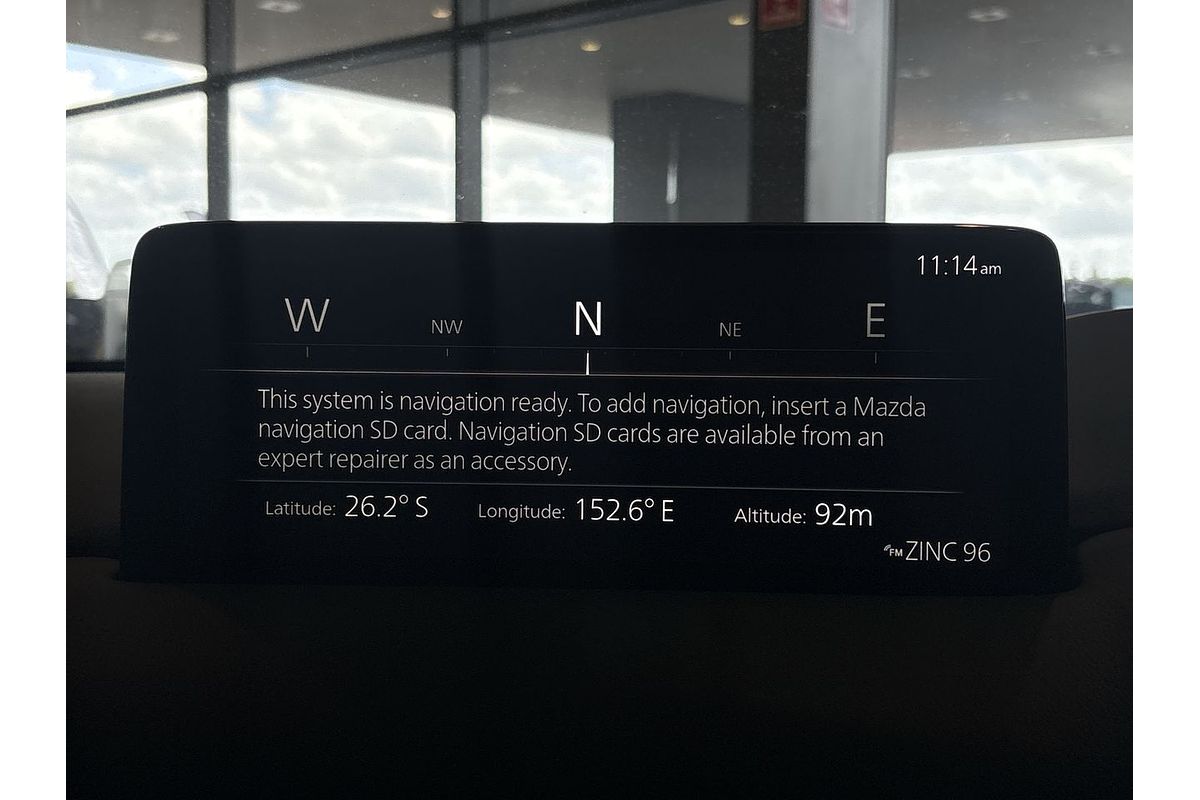 11:14am
W NW N NE E
This system is navigation ready. To add navigation, insert a Mazda
navigation SD card. Navigation SD cards are available from an
expert repairer as an accessory.
Latitude: 26.2° S Longitude: 152.6° E Altitude: 92m
FM ZINC 96